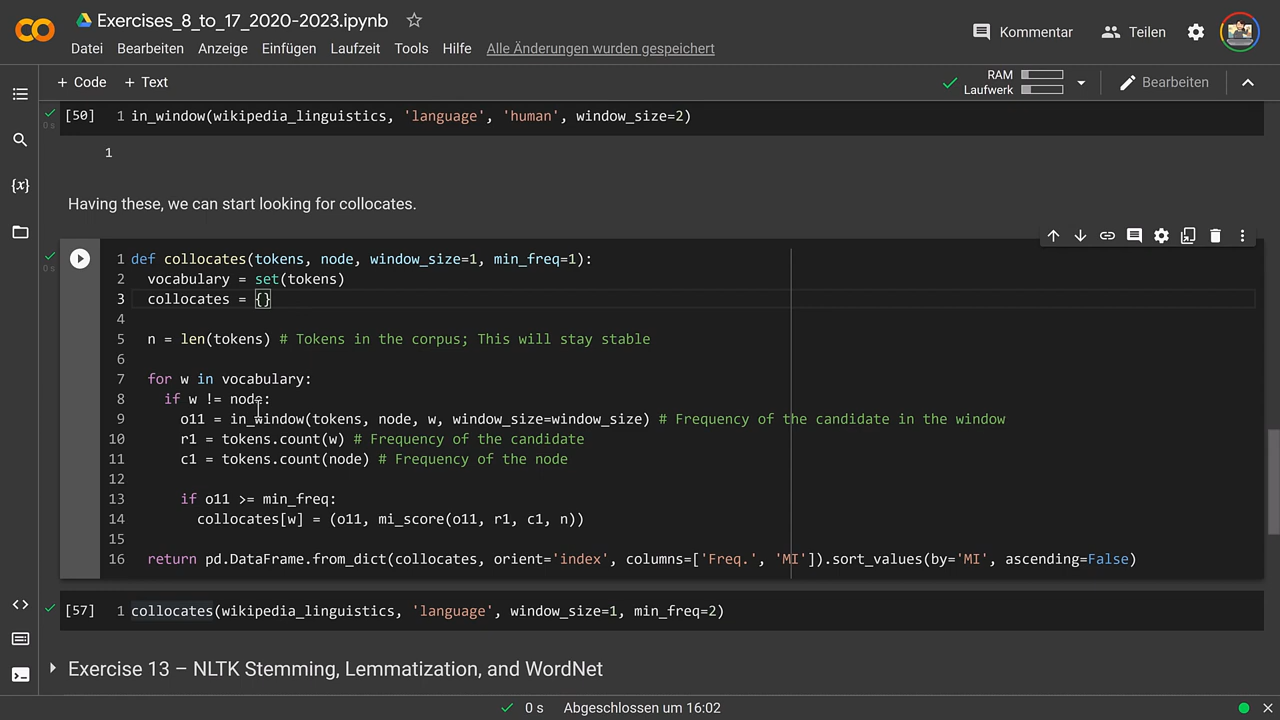 Exercises_8_to_17_2020-2023.ipynb
Datei Bearbeiten Anzeige Einfügen Laufzeit Tools Hilfe Alle Änderungen wurden gespeichert
Kommentar Teilen
+ Code + Text
RAM
Laufwerk
Bearbeiten
[50] 1 in_window(wikipedia_linguistics, 'language', 'human', window_size=2)
0s
1
{x}
Having these, we can start looking for collocates.
0s
1 def collocates(tokens, node, window_size=1, min_freq=1):
2 vocabulary = set(tokens)
3 collocates = {}
4
5 n = len(tokens) # Tokens in the corpus; This will stay stable
6
7 for w in vocabulary:
8 if w != node:
9 o11 = in_window(tokens, node, w, window_size=window_size) # Frequency of the candidate in the window
10 r1 = tokens.count(w) # Frequency of the candidate
11 c1 = tokens.count(node) # Frequency of the node
12
13 if o11 >= min_freq:
14 collocates[w] = (o11, mi_score(o11, r1, c1, n))
15
16 return pd.DataFrame.from_dict(collocates, orient='index', columns=['Freq.', 'MI']).sort_values(by='MI', ascending=False)
[57] 1 collocates(wikipedia_linguistics, 'language', window_size=1, min_freq=2)
0s
Exercise 13 – NLTK Stemming, Lemmatization, and WordNet
0 s Abgeschlossen um 16:02